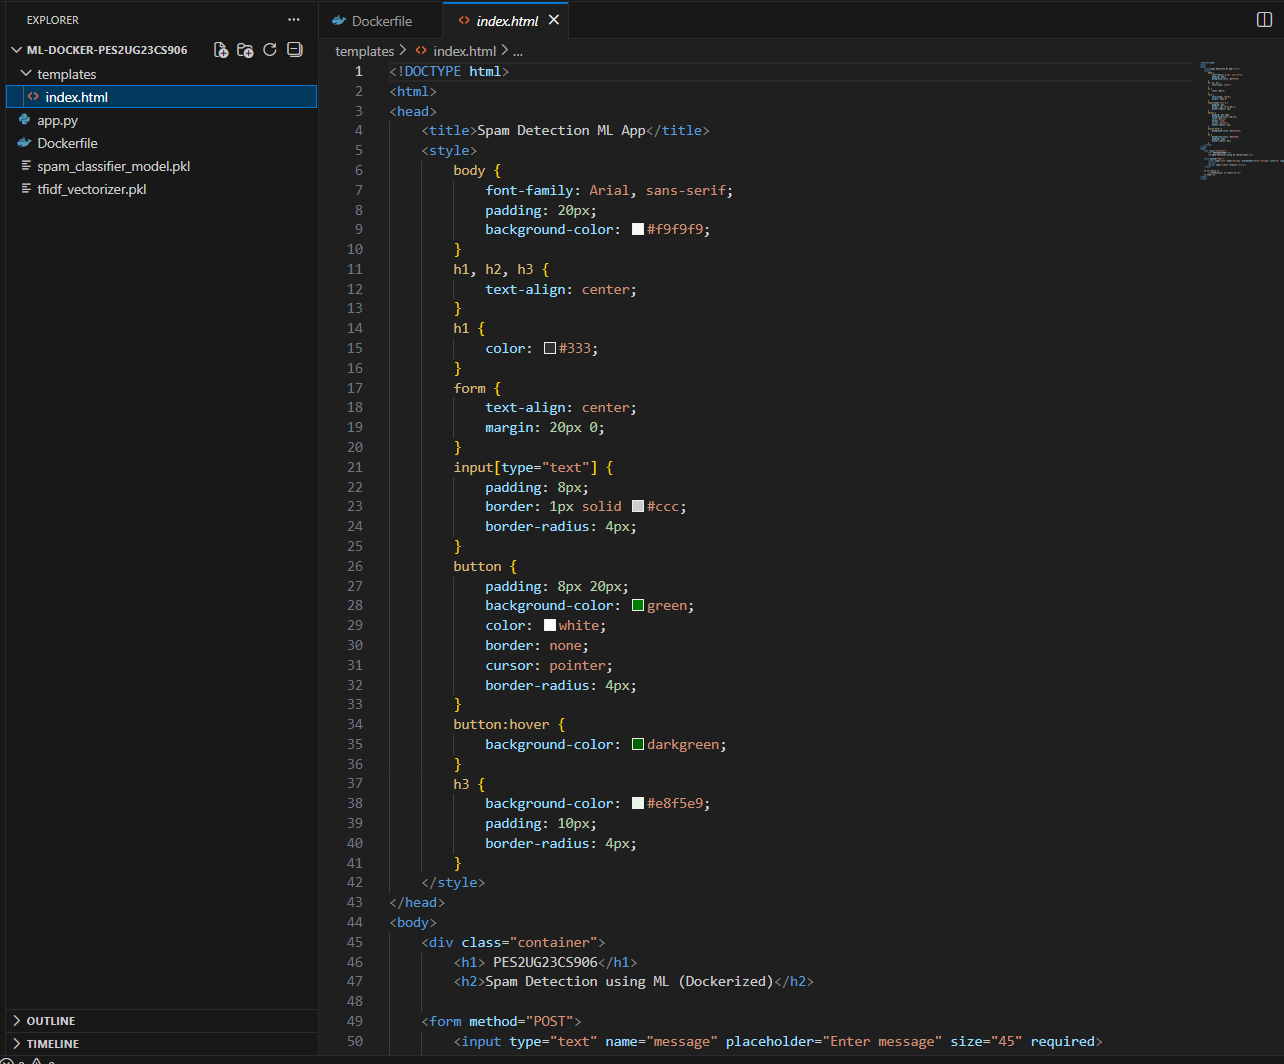 EXPLORER
ML-DOCKER-PES2UG23CS906
templates
index.html
app.py
Dockerfile
spam_classifier_model.pkl
tfidf_vectorizer.pkl
OUTLINE
TIMELINE
Dockerfile
index.html
templates > index.html > ...
1 <!DOCTYPE html>
2 <html>
3 <head>
4     <title>Spam Detection ML App</title>
5     <style>
6         body {
7             font-family: Arial, sans-serif;
8             padding: 20px;
9             background-color: #f9f9f9;
10         }
11         h1, h2, h3 {
12             text-align: center;
13         }
14         h1 {
15             color: #333;
16         }
17         form {
18             text-align: center;
19             margin: 20px 0;
20         }
21         input[type="text"] {
22             padding: 8px;
23             border: 1px solid #ccc;
24             border-radius: 4px;
25         }
26         button {
27             padding: 8px 20px;
28             background-color: green;
29             color: white;
30             border: none;
31             cursor: pointer;
32             border-radius: 4px;
33         }
34         button:hover {
35             background-color: darkgreen;
36         }
37         h3 {
38             background-color: #e8f5e9;
39             padding: 10px;
40             border-radius: 4px;
41         }
42     </style>
43 </head>
44 <body>
45     <div class="container">
46         <h1> PES2UG23CS906</h1>
47         <h2>Spam Detection using ML (Dockerized)</h2>
48
49     <form method="POST">
50         <input type="text" name="message" placeholder="Enter message" size="45" required>